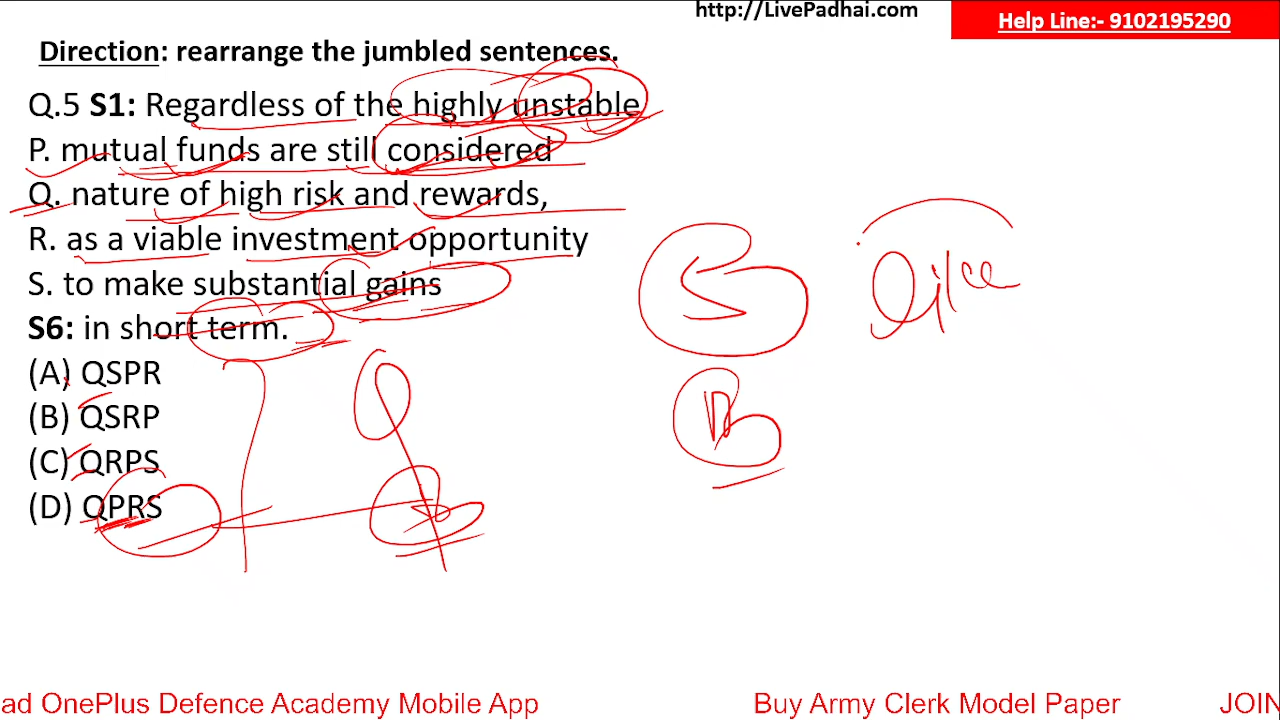 http://LivePadhai.com
Help Line:- 9102195290
Direction: rearrange the jumbled sentences.
Q.5 S1: Regardless of the highly unstable
P. mutual funds are still considered
Q. nature of high risk and rewards,
R. as a viable investment opportunity
S. to make substantial gains
S6: in short term.
(A) QSPR
(B) QSRP
(C) QRPS
(D) QPRS
ad OnePlus Defence Academy Mobile App
Buy Army Clerk Model Paper
JOIN